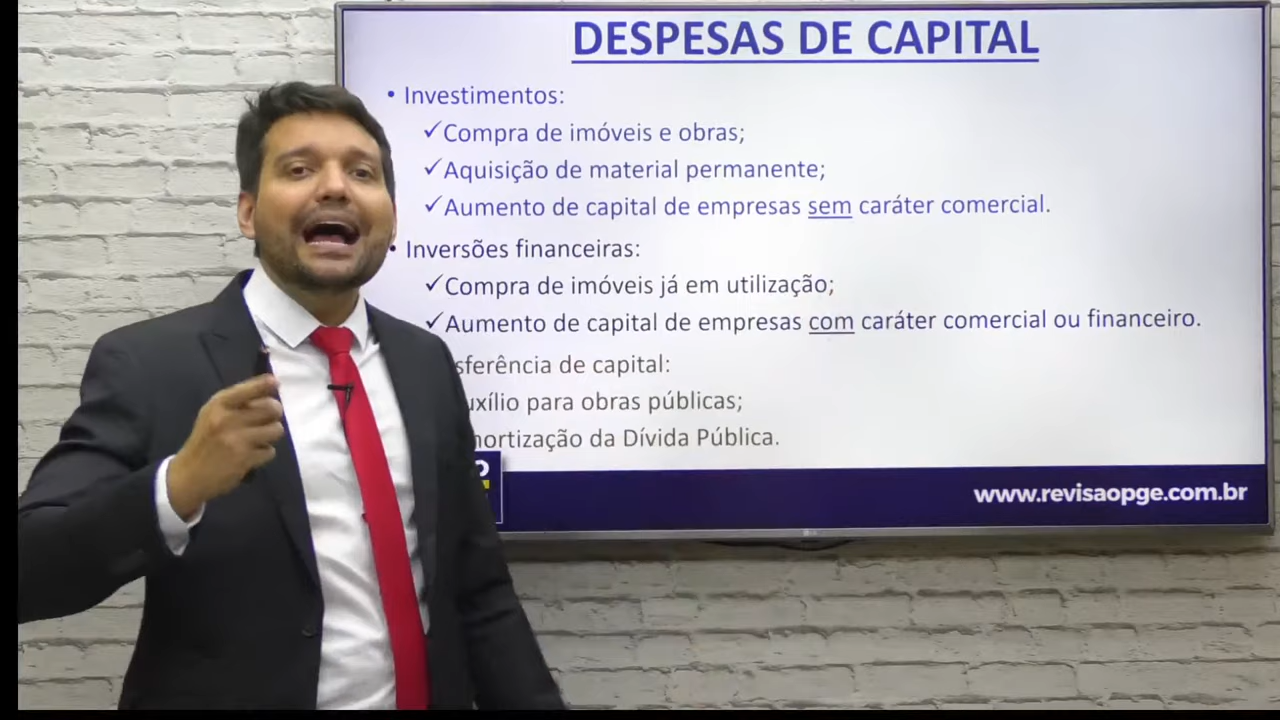 DESPESAS DE CAPITAL
• Investimentos:
✓Compra de imóveis e obras;
✓Aquisição de material permanente;
✓Aumento de capital de empresas sem caráter comercial.
• Inversões financeiras:
✓Compra de imóveis já em utilização;
✓Aumento de capital de empresas com caráter comercial ou financeiro.
sferência de capital:
uxílio para obras públicas;
mortização da Dívida Pública.
www.revisaopge.com.br
LG